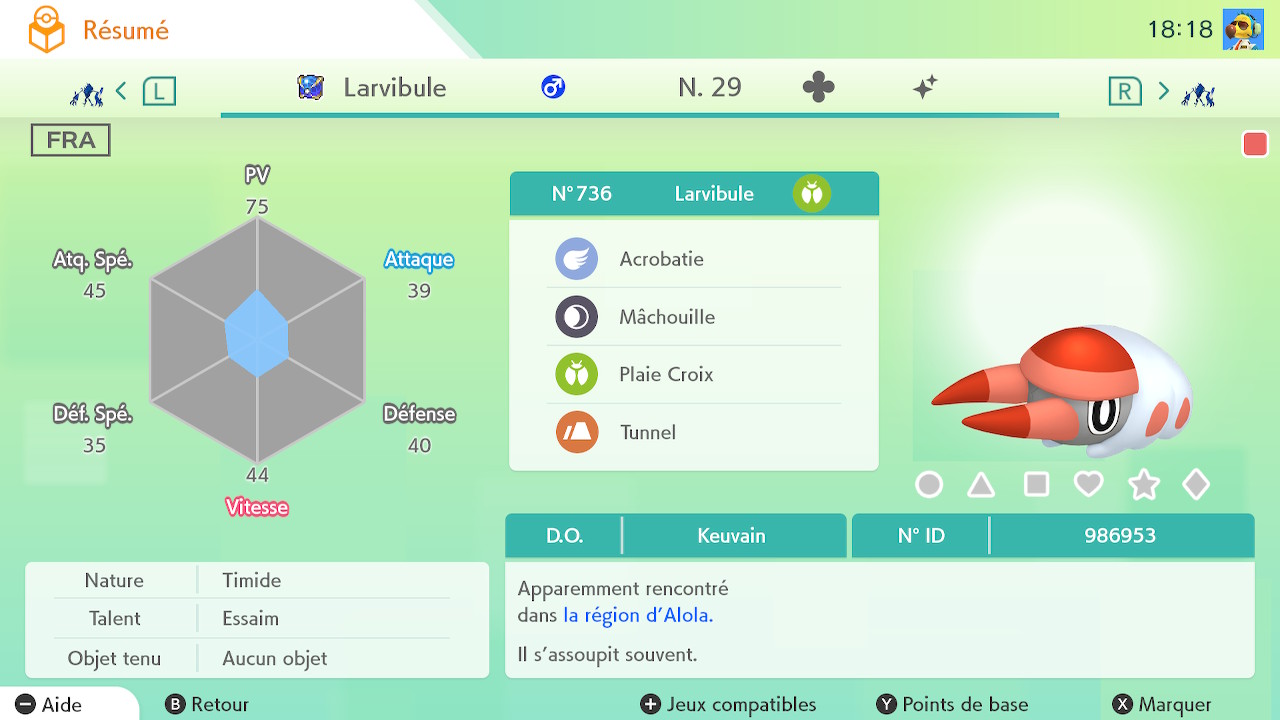 Résumé
18:18
L
Larvibule
N. 29
R
FRA
PV
75
Atq. Spé.
45
Attaque
39
Déf. Spé.
35
Défense
40
44
Vitesse
N°736 Larvibule
Acrobatie
Mâchouille
Plaie Croix
Tunnel
D.O. Keuvain
N° ID 986953
Nature Timide
Talent Essaim
Objet tenu Aucun objet
Apparemment rencontré
dans la région d'Alola.
Il s'assoupit souvent.
Aide
B Retour
Jeux compatibles
Y Points de base
X Marquer